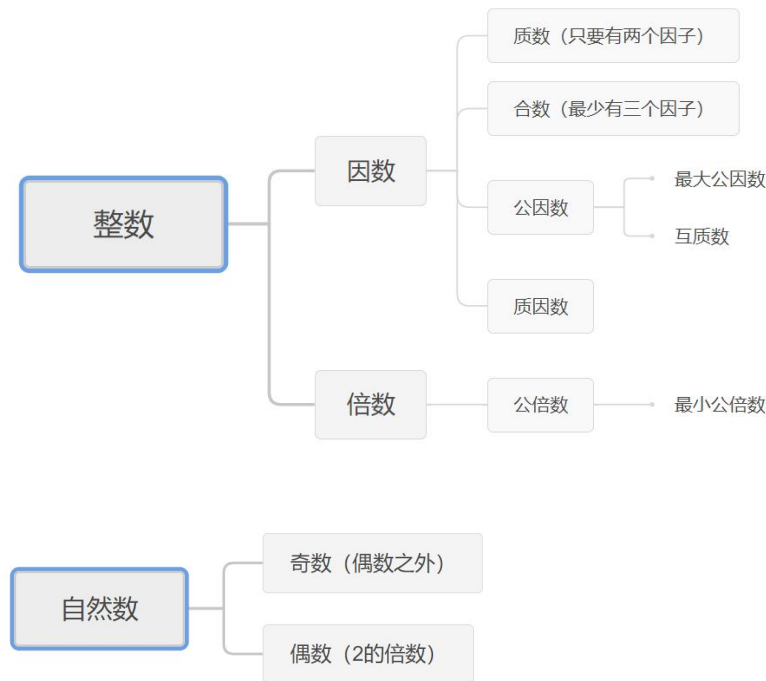 整数
因数
质数（只要有两个因子）
合数（最少有三个因子）
公因数
最大公因数
互质数
质因数
倍数
公倍数
最小公倍数
自然数
奇数（偶数之外）
偶数（2的倍数）